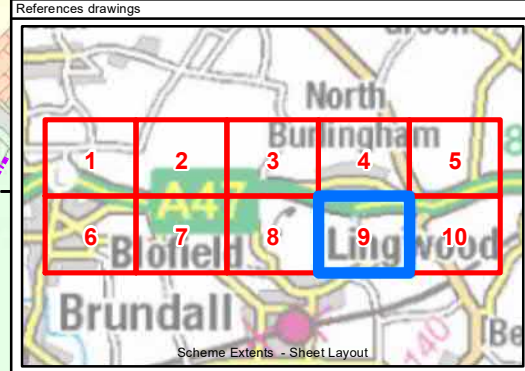 References drawings
North
Burlingham
1 2 3 4 5
A47
6 7 8 9 10
Blofield Lingwood
Brundall
140
Be
Scheme Extents - Sheet Layout